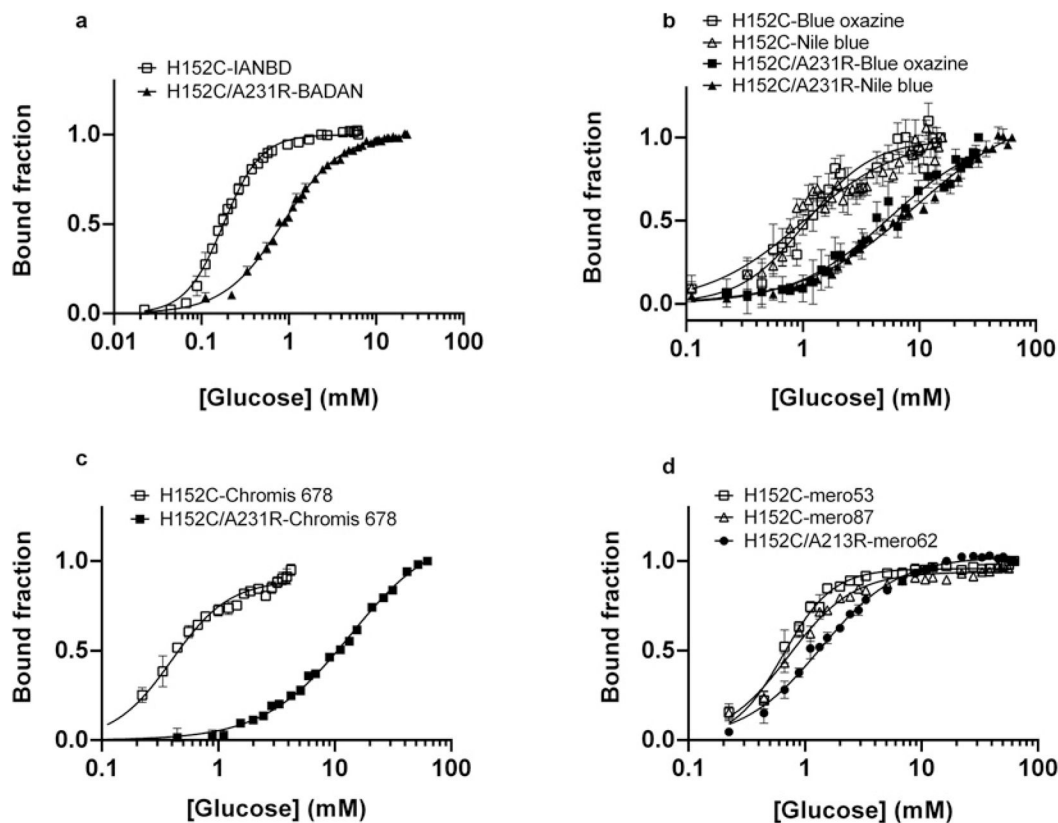 a
H152C-IANBD
H152C/A231R-BADAN
Bound fraction
1.0
0.5
0.0
0.01
0.1
1
10
100
[Glucose] (mM)
b
H152C-Blue oxazine
H152C-Nile blue
H152C/A231R-Blue oxazine
H152C/A231R-Nile blue
Bound fraction
1.0
0.5
0.0
0.1
1
10
100
[Glucose] (mM)
c
H152C-Chromis 678
H152C/A231R-Chromis 678
Bound fraction
1.0
0.5
0.0
0.1
1
10
100
[Glucose] (mM)
d
H152C-mero53
H152C-mero87
H152C/A213R-mero62
Bound fraction
1.0
0.5
0.0
0.1
1
10
100
[Glucose] (mM)